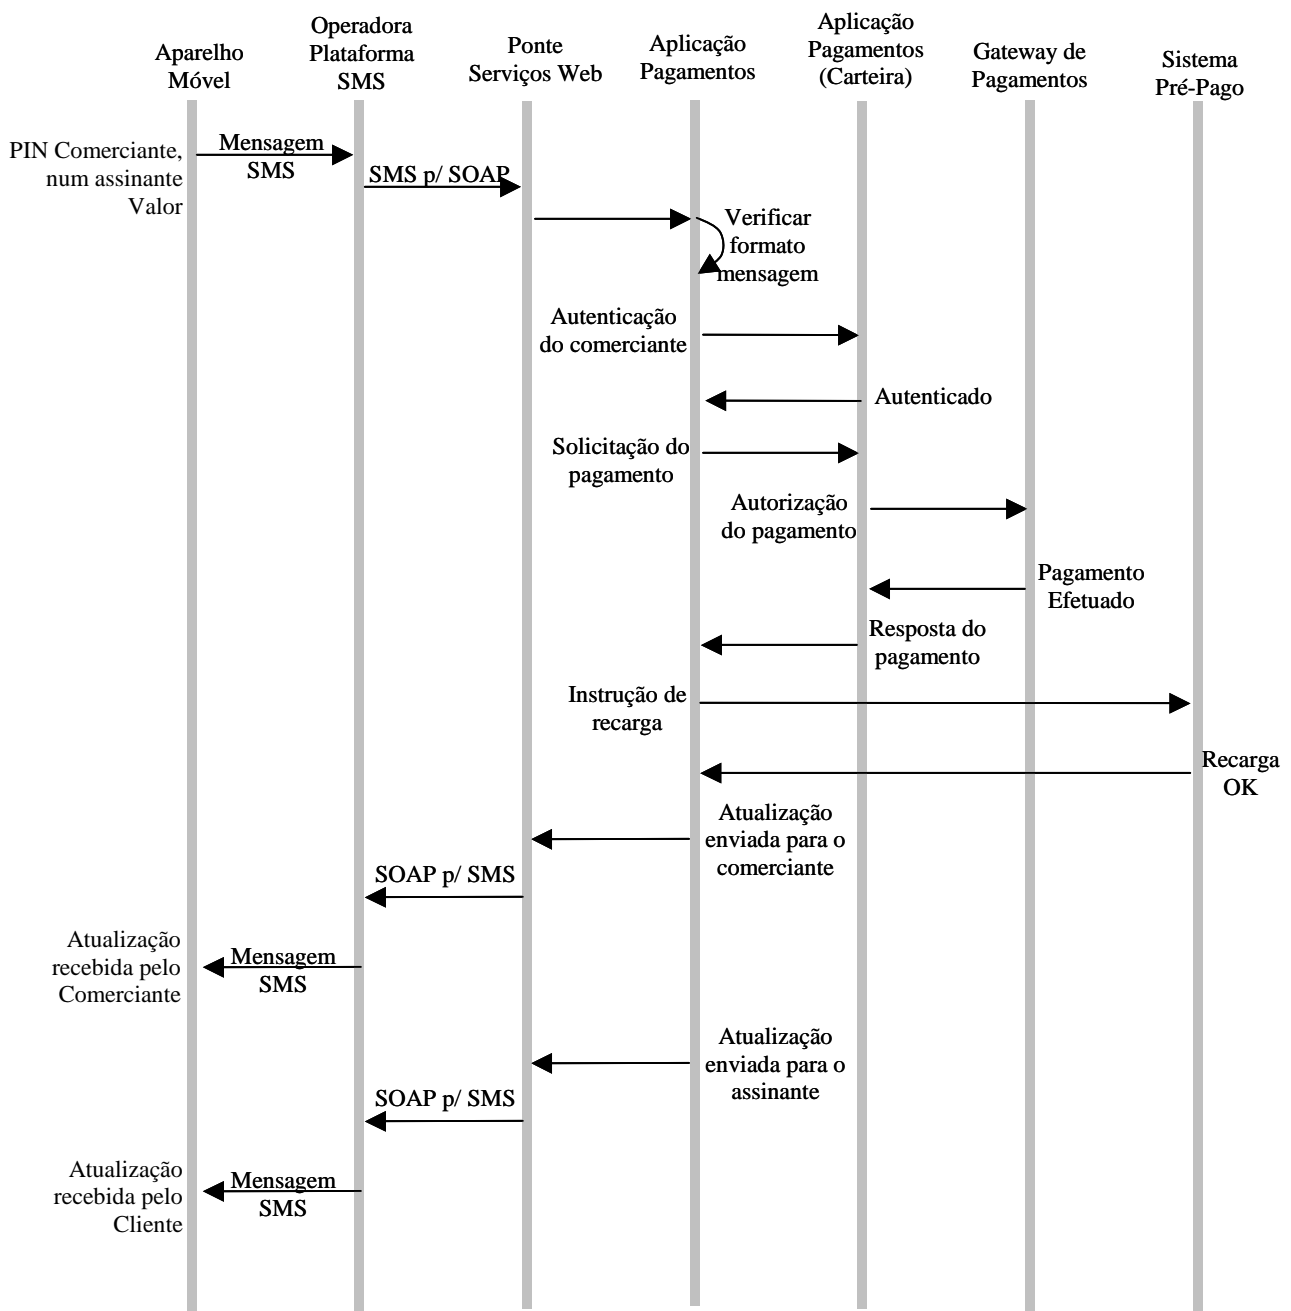 Aparelho
Móvel
Operadora
Plataforma
SMS
Ponte
Serviços Web
Aplicação
Pagamentos
Aplicação
Pagamentos
(Carteira)
Gateway de
Pagamentos
Sistema
Pré-Pago
PIN Comerciante,
num assinante
Valor
Mensagem
SMS
SMS p/ SOAP
Verificar
formato
mensagem
Autenticação
do comerciante
Autenticado
Solicitação do
pagamento
Autorização
do pagamento
Pagamento
Efetuado
Resposta do
pagamento
Instrução de
recarga
Recarga
OK
Atualização
enviada para o
comerciante
SOAP p/ SMS
Atualização
recebida pelo
Comerciante
Mensagem
SMS
Atualização
enviada para o
assinante
SOAP p/ SMS
Atualização
recebida pelo
Cliente
Mensagem
SMS